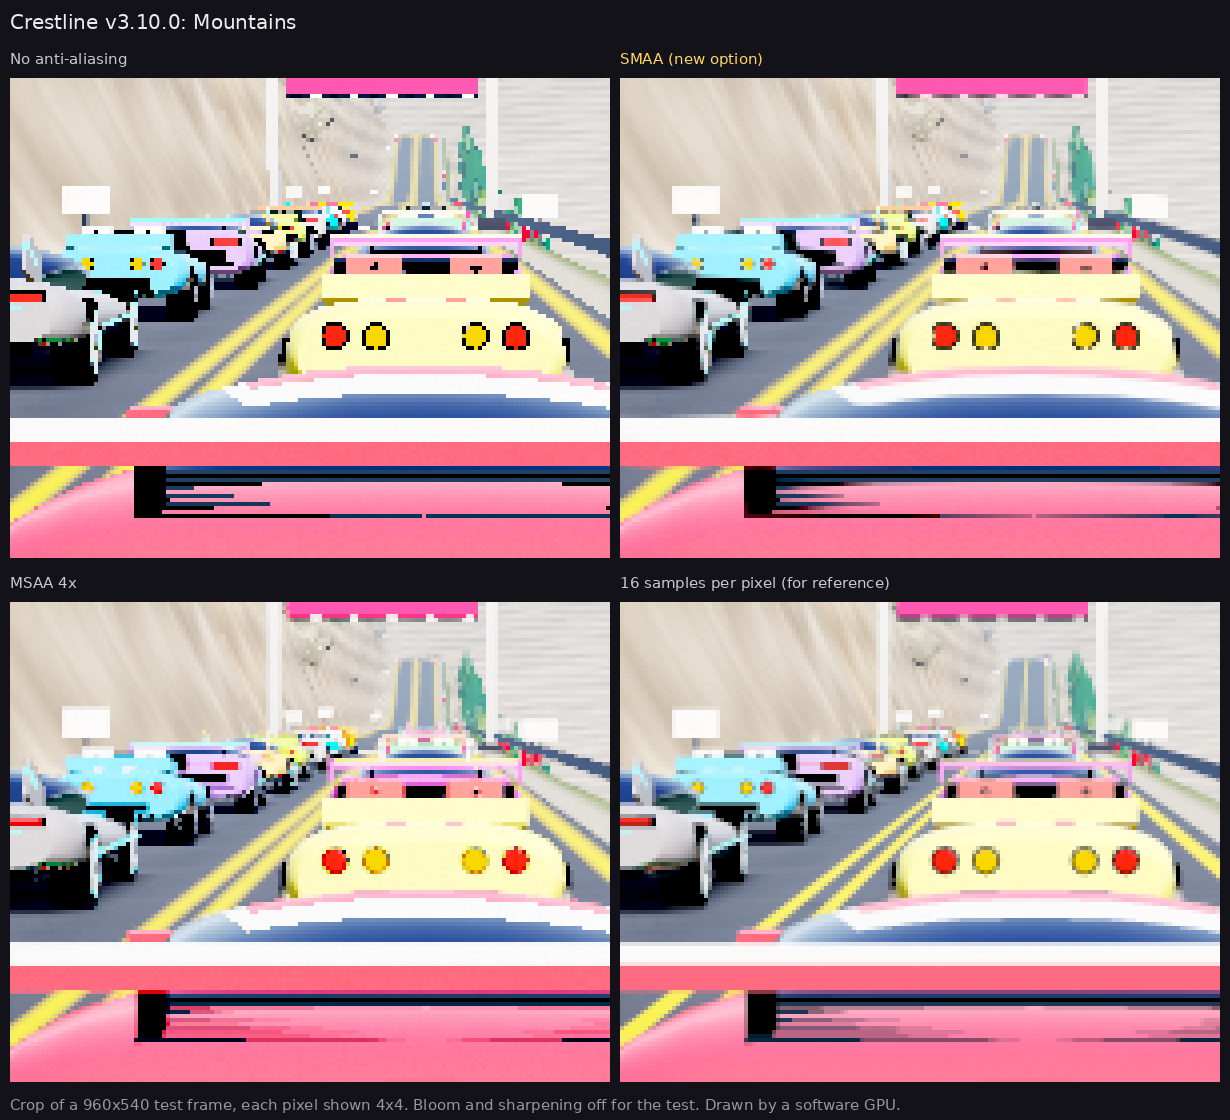 Crestline v3.10.0: Mountains
No anti-aliasing
SMAA (new option)
MSAA 4x
16 samples per pixel (for reference)
Crop of a 960x540 test frame, each pixel shown 4x4. Bloom and sharpening off for the test. Drawn by a software GPU.